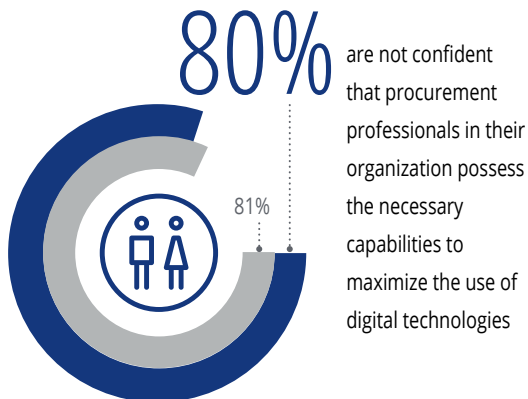 80%
are not confident
that procurement
professionals in their
organization possess
the necessary
capabilities to
maximize the use of
digital technologies
81%